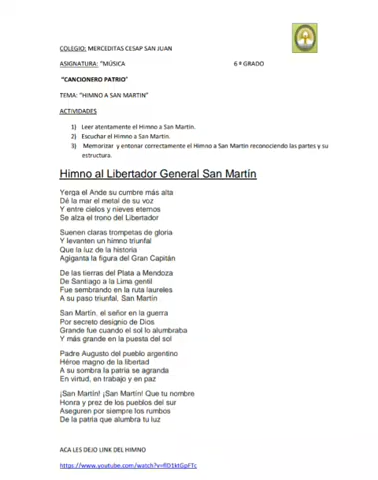 COLEGIO: MERCEDITAS CESAP SAN JUAN
ASIGNATURA: "MÚSICA 6 º GRADO
"CANCIONERO PATRIO"
TEMA: "HIMNO A SAN MARTIN"
ACTIVIDADES
1) Leer atentamente el Himno a San Martin.
2) Escuchar el Himno a San Martin.
3) Memorizar y entonar correctamente el Himno a San Martin reconociendo las partes y su
estructura.
Himno al Libertador General San Martín
Yerga el Ande su cumbre más alta
Dé la mar el metal de su voz
Y entre cielos y nieves eternos
Se alza el trono del Libertador
Suenen claras trompetas de gloria
Y levanten un himno triunfal
Que la luz de la historia
Agiganta la figura del Gran Capitán
De las tierras del Plata a Mendoza
De Santiago a la Lima gentil
Fue sembrando en la ruta laureles
A su paso triunfal, San Martín
San Martín, el señor en la guerra
Por secreto designio de Dios
Grande fue cuando el sol lo alumbraba
Y más grande en la puesta del sol
Padre Augusto del pueblo argentino
Héroe magno de la libertad
A su sombra la patria se agranda
En virtud, en trabajo y en paz
¡San Martín! ¡San Martín! Que tu nombre
Honra y prez de los pueblos del sur
Aseguren por siempre los rumbos
De la patria que alumbra tu luz
ACA LES DEJO LINK DEL HIMNO
https://www.youtube.com/watch?v=flD1ktGpFTc